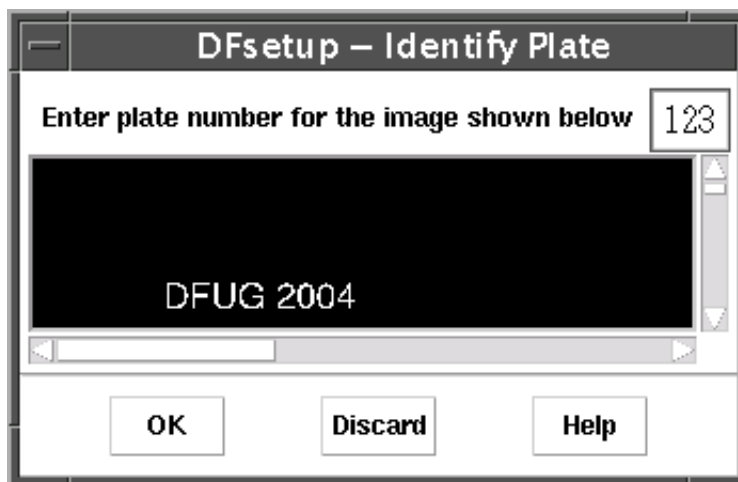 DFsetup – Identify Plate
Enter plate number for the image shown below 123
DFUG 2004
OK Discard Help